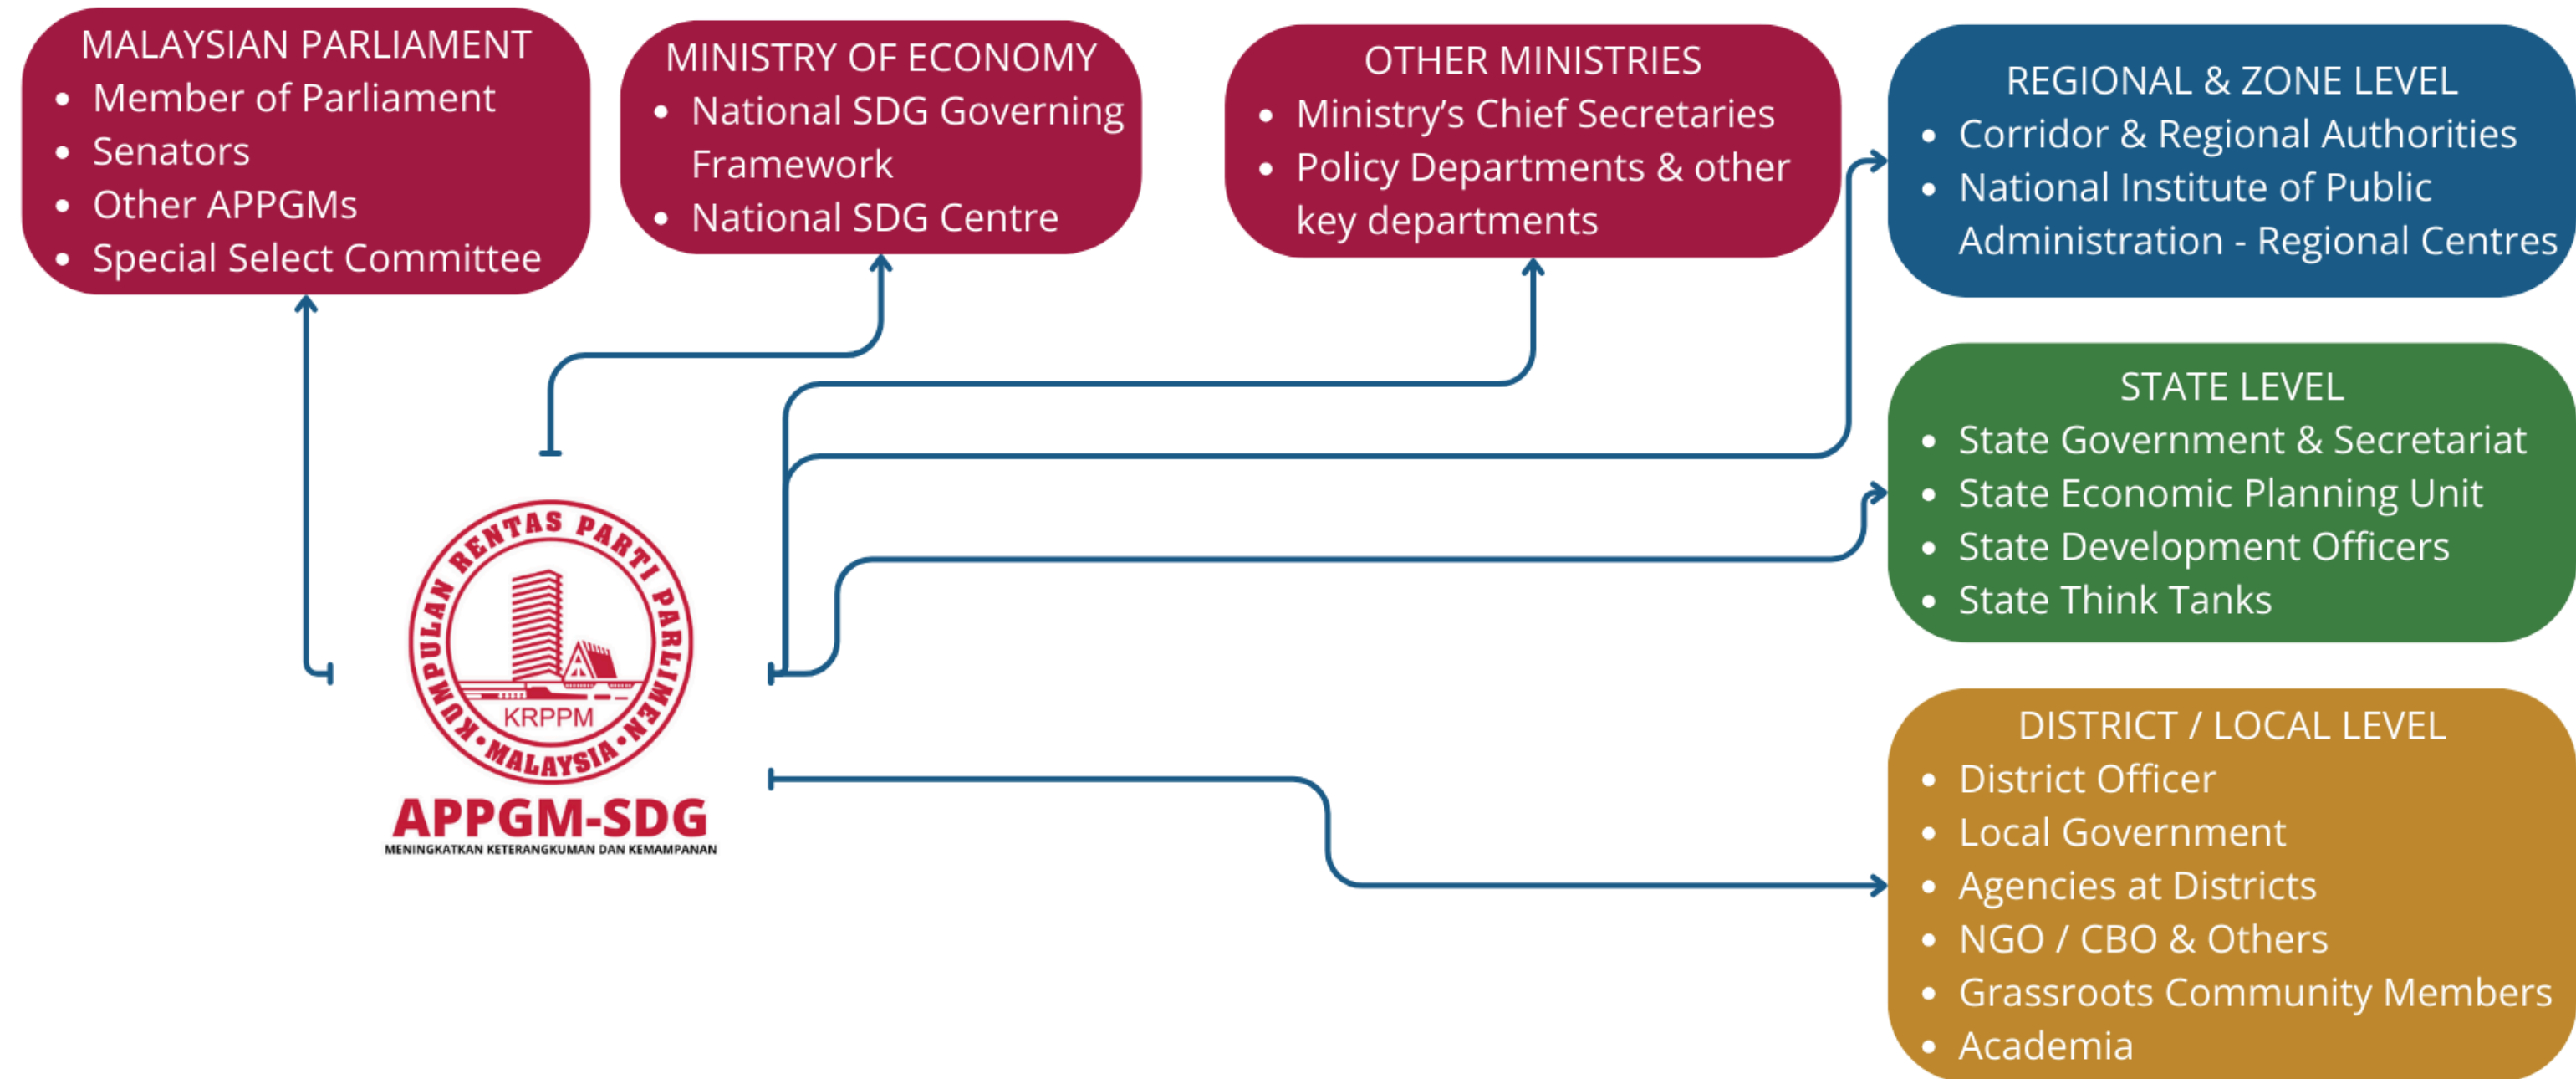 MALAYSIAN PARLIAMENT
• Member of Parliament
• Senators
• Other APPGMs
• Special Select Committee
MINISTRY OF ECONOMY
• National SDG Governing
Framework
• National SDG Centre
OTHER MINISTRIES
• Ministry’s Chief Secretaries
• Policy Departments & other
key departments
REGIONAL & ZONE LEVEL
• Corridor & Regional Authorities
• National Institute of Public
Administration - Regional Centres
STATE LEVEL
• State Government & Secretariat
• State Economic Planning Unit
• State Development Officers
• State Think Tanks
KUMPULAN RENTAS PARTI PARLIMEN
• MALAYSIA •
KRPPM
APPGM-SDG
MENINGKATKAN KETERANGKUMAN DAN KEMAMPANAN
DISTRICT / LOCAL LEVEL
• District Officer
• Local Government
• Agencies at Districts
• NGO / CBO & Others
• Grassroots Community Members
• Academia